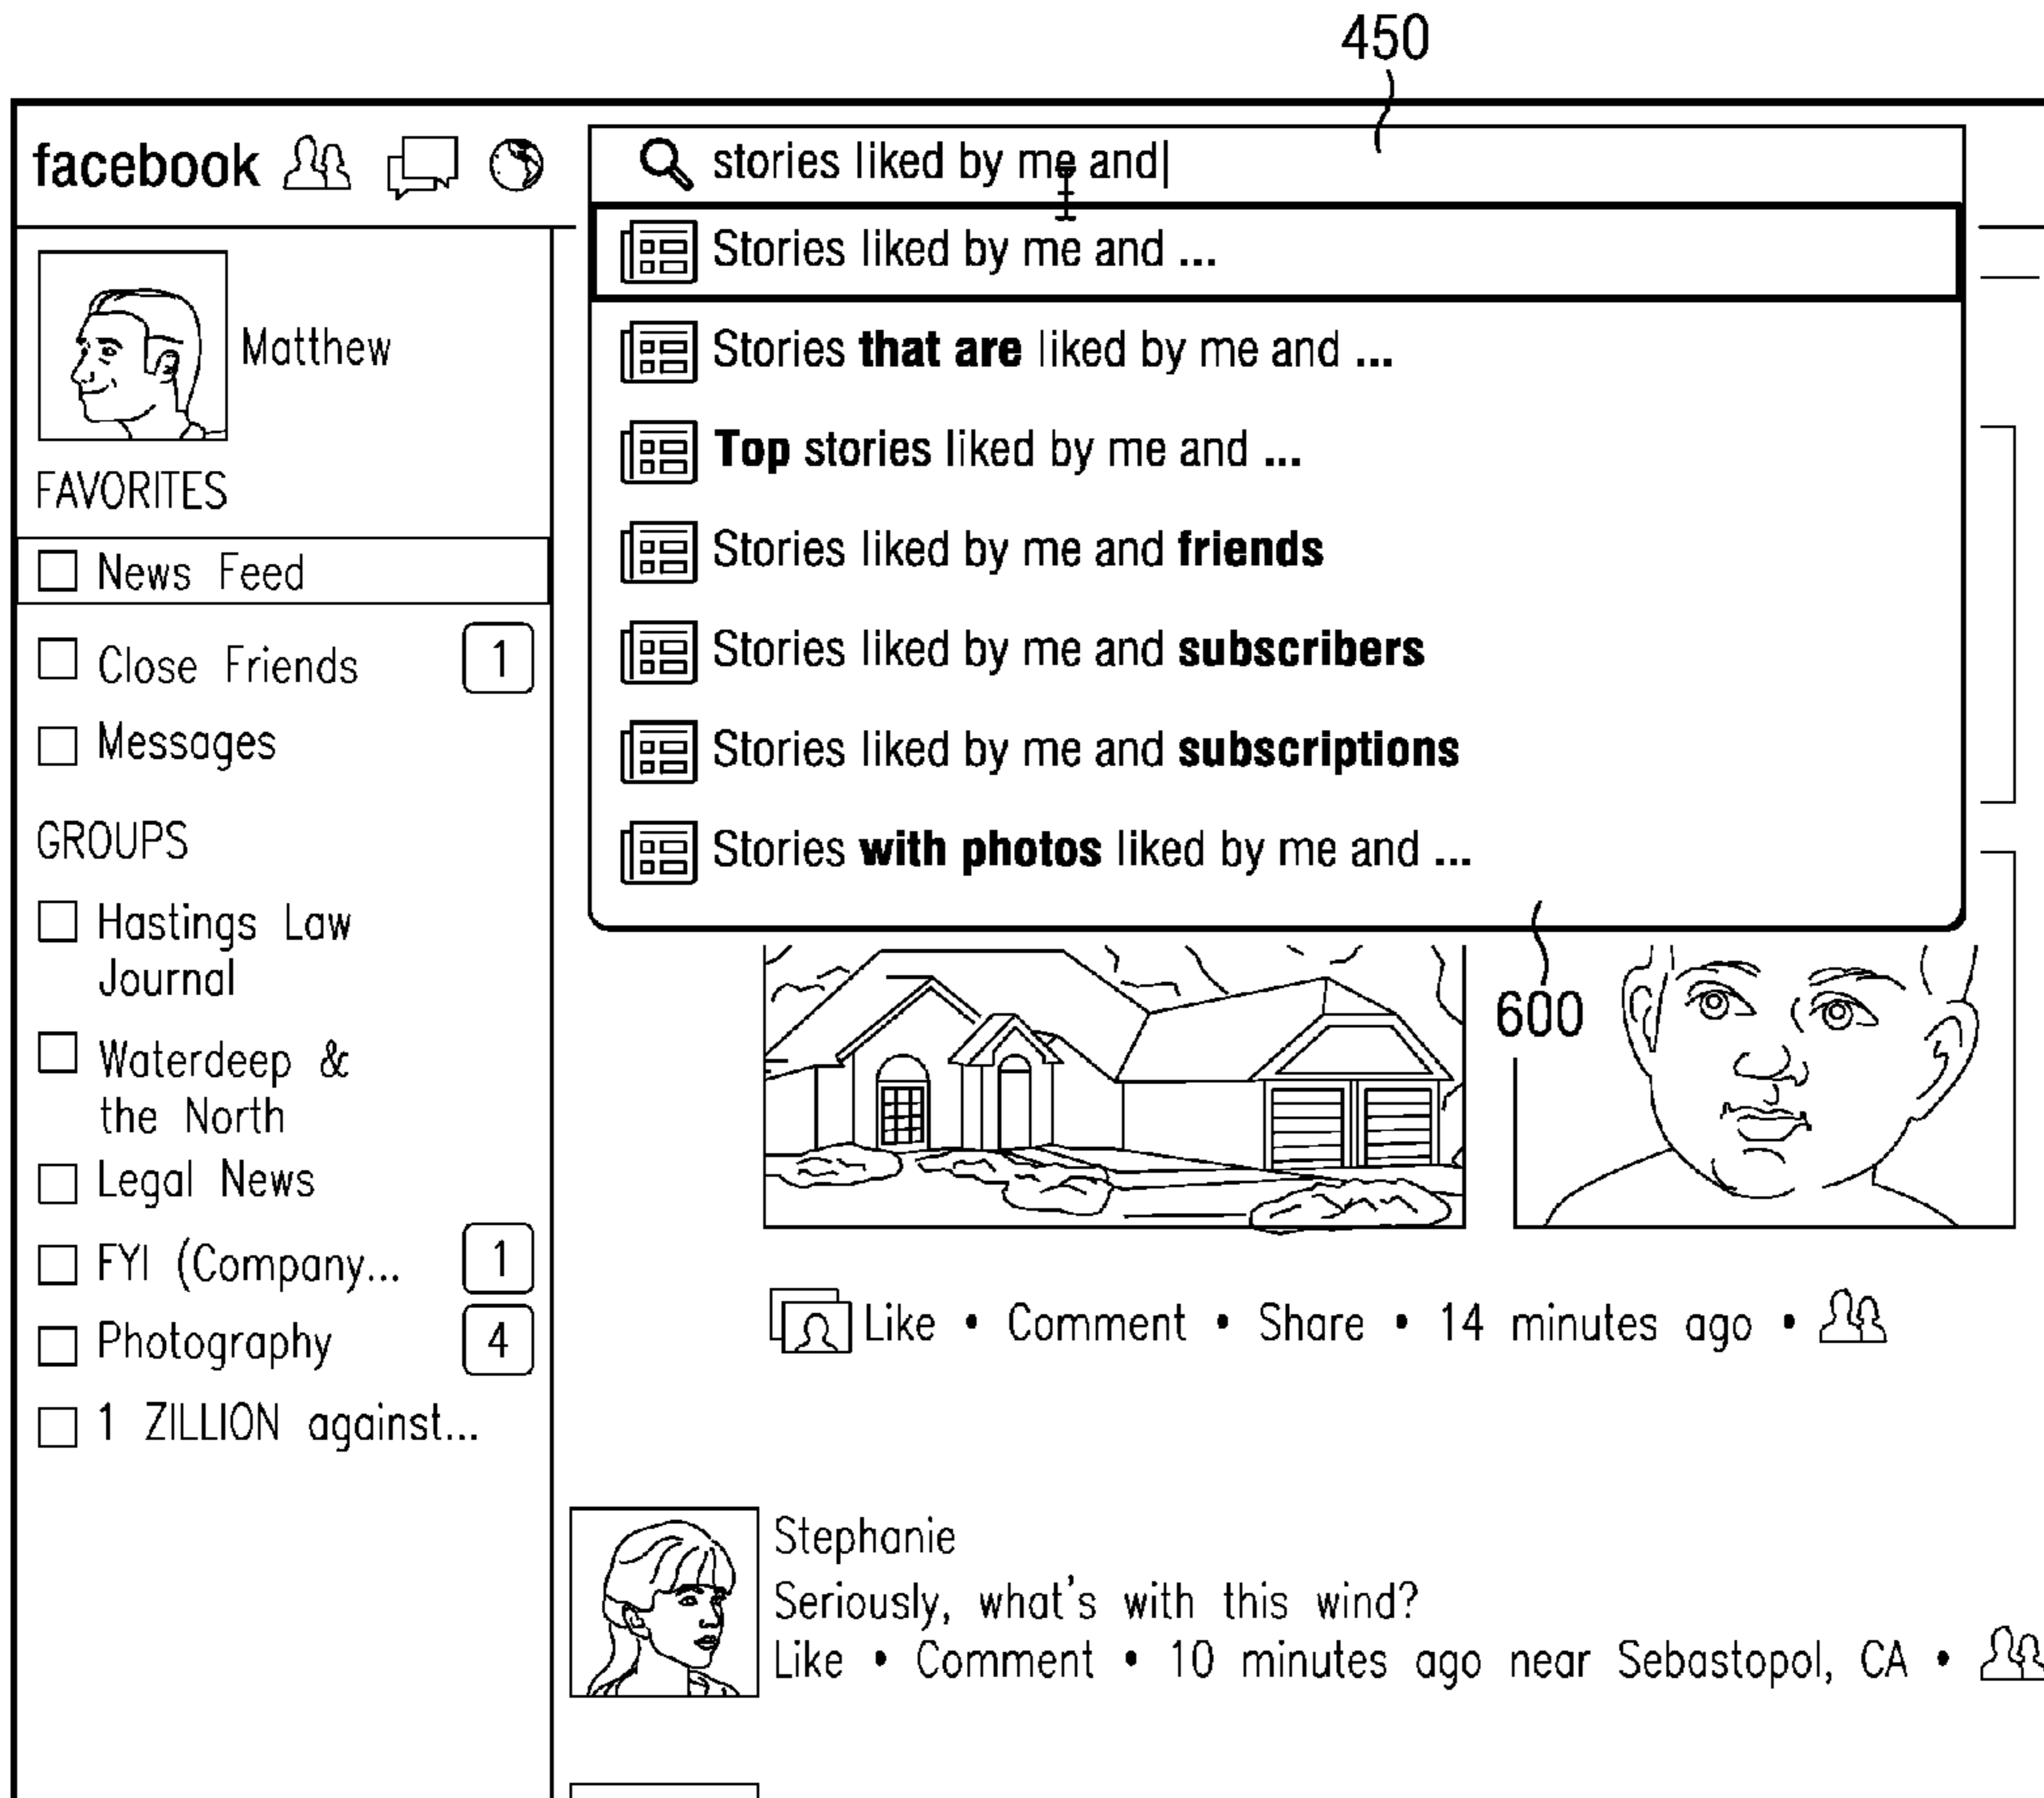 450
facebook
stories liked by me and
Stories liked by me and ...
Stories that are liked by me and ...
Top stories liked by me and ...
Stories liked by me and friends
Stories liked by me and subscribers
Stories liked by me and subscriptions
Stories with photos liked by me and ...
600
Matthew
FAVORITES
News Feed
Close Friends 1
Messages
GROUPS
Hastings Law
Journal
Waterdeep &
the North
Legal News
FYI (Company... 1
Photography 4
1 ZILLION against...
Like • Comment • Share • 14 minutes ago •
Stephanie
Seriously, what's with this wind?
Like • Comment • 10 minutes ago near Sebastopol, CA •